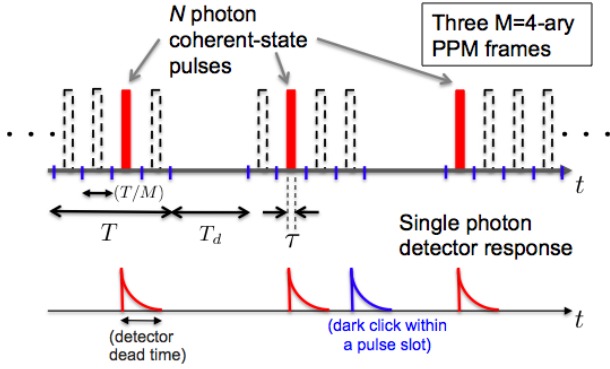 N photon
coherent-state
pulses
Three M=4-ary
PPM frames
. . .
. . .
t
(T/M)
T
T_d
τ
Single photon
detector response
t
(detector
dead time)
(dark click within
a pulse slot)